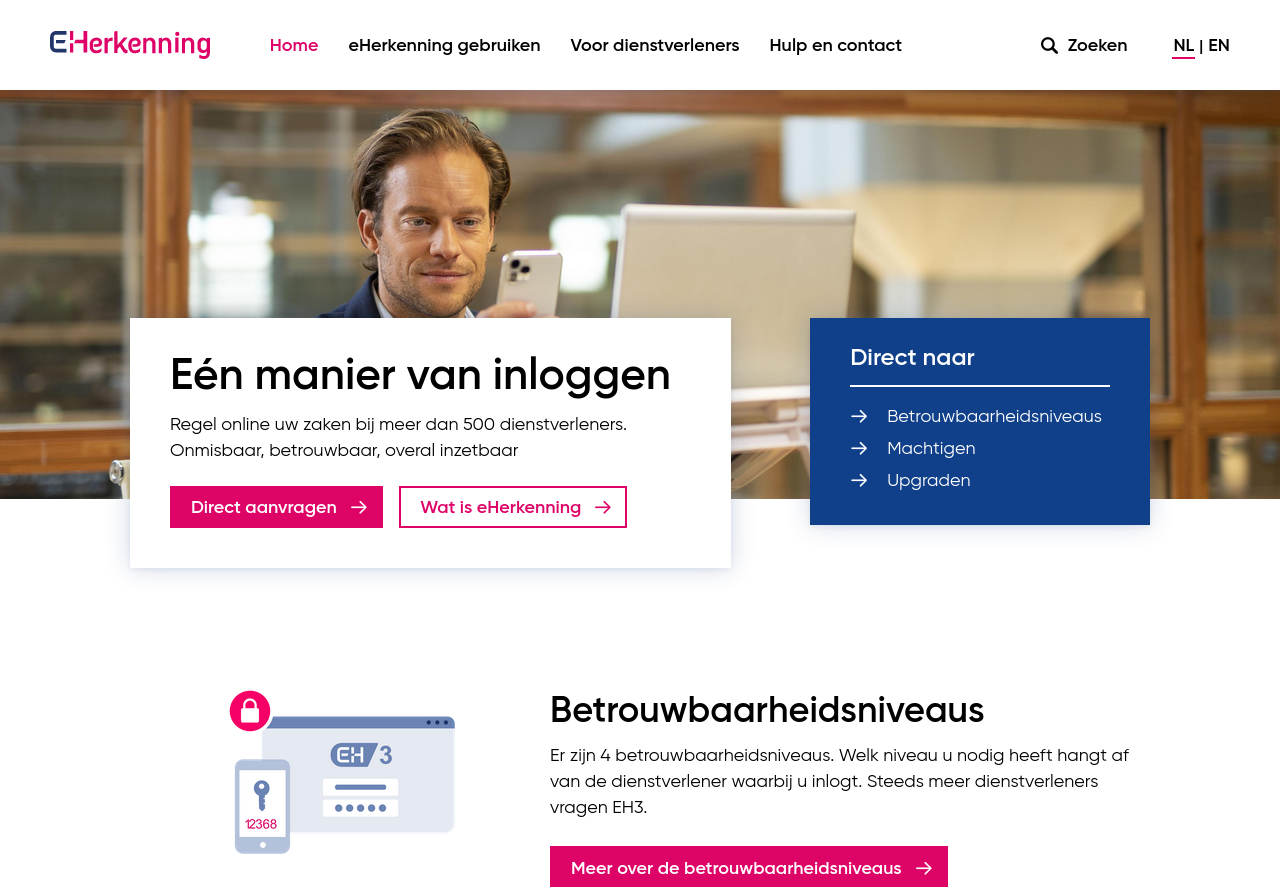 EHerkenning
Home
eHerkenning gebruiken
Voor dienstverleners
Hulp en contact
Zoeken
NL | EN
Eén manier van inloggen
Regel online uw zaken bij meer dan 500 dienstverleners.
Onmisbaar, betrouwbaar, overal inzetbaar
Direct aanvragen
Wat is eHerkenning
Direct naar
Betrouwbaarheidsniveaus
Machtigen
Upgraden
EH 3
12368
Betrouwbaarheidsniveaus
Er zijn 4 betrouwbaarheidsniveaus. Welk niveau u nodig heeft hangt af
van de dienstverlener waarbij u inlogt. Steeds meer dienstverleners
vragen EH3.
Meer over de betrouwbaarheidsniveaus